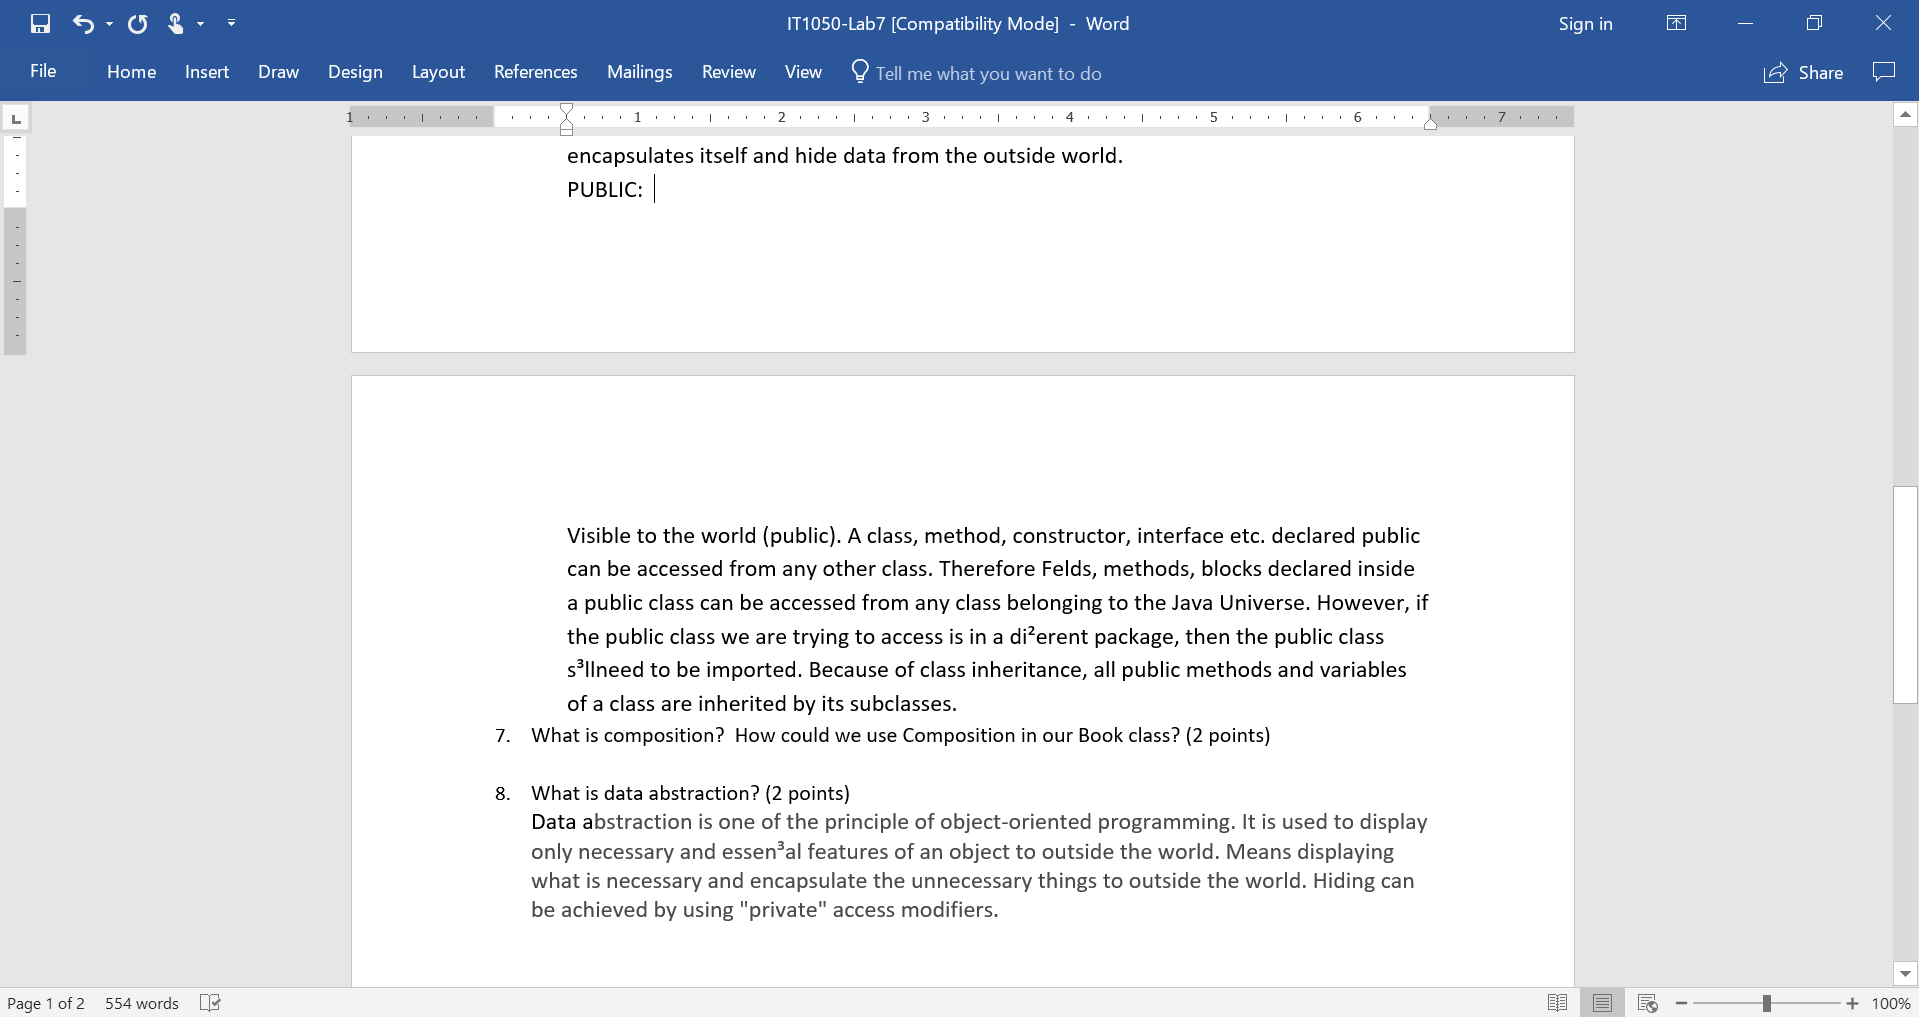 IT1050-Lab7 [Compatibility Mode] - Word
Sign in
File Home Insert Draw Design Layout References Mailings Review View Tell me what you want to do Share
1 1 2 3 4 5 6 7
encapsulates itself and hide data from the outside world.
PUBLIC:
Visible to the world (public). A class, method, constructor, interface etc. declared public
can be accessed from any other class. Therefore Felds, methods, blocks declared inside
a public class can be accessed from any class belonging to the Java Universe. However, if
the public class we are trying to access is in a di²erent package, then the public class
s³llneed to be imported. Because of class inheritance, all public methods and variables
of a class are inherited by its subclasses.
7. What is composition?  How could we use Composition in our Book class? (2 points)
8. What is data abstraction? (2 points)
Data abstraction is one of the principle of object-oriented programming. It is used to display
only necessary and essen³al features of an object to outside the world. Means displaying
what is necessary and encapsulate the unnecessary things to outside the world. Hiding can
be achieved by using "private" access modifiers.
Page 1 of 2 554 words 100%